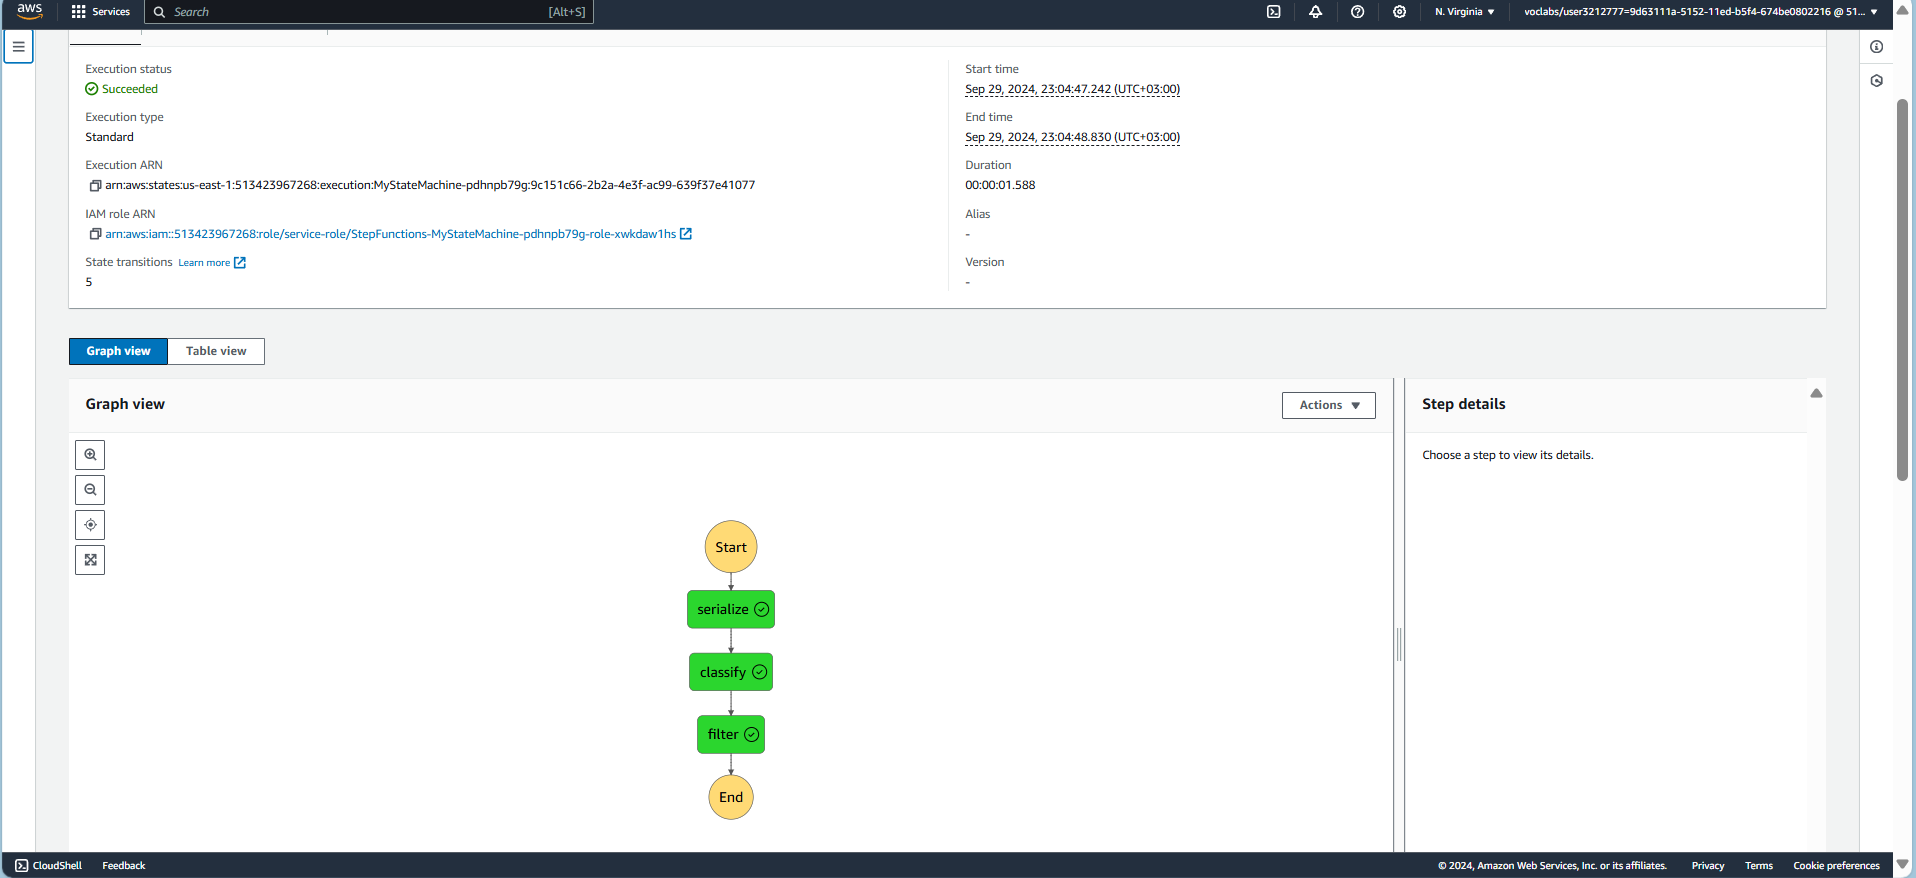 aws
Services
Search
[Alt+S]
N. Virginia
voclabs/user3212777=9d63111a-5152-11ed-b5f4-674be0802216 @ 51...
Execution status
Succeeded
Execution type
Standard
Execution ARN
arn:aws:states:us-east-1:513423967268:execution:MyStateMachine-pdhnpb79g:9c151c66-2b2a-4e3f-ac99-639f37e41077
IAM role ARN
arn:aws:iam::513423967268:role/service-role/StepFunctions-MyStateMachine-pdhnpb79g-role-xwkdaw1hs
State transitions Learn more
5
Start time
Sep 29, 2024, 23:04:47.242 (UTC+03:00)
End time
Sep 29, 2024, 23:04:48.830 (UTC+03:00)
Duration
00:00:01.588
Alias
-
Version
-
Graph view
Table view
Graph view
Actions
Start
serialize
classify
filter
End
Step details
Choose a step to view its details.
CloudShell
Feedback
© 2024, Amazon Web Services, Inc. or its affiliates.
Privacy
Terms
Cookie preferences